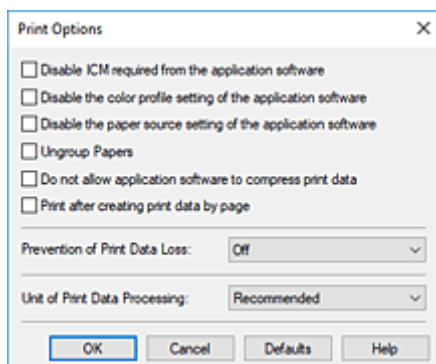 Print Options
Disable ICM required from the application software
Disable the color profile setting of the application software
Disable the paper source setting of the application software
Ungroup Papers
Do not allow application software to compress print data
Print after creating print data by page
Prevention of Print Data Loss: Off
Unit of Print Data Processing: Recommended
OK Cancel Defaults Help